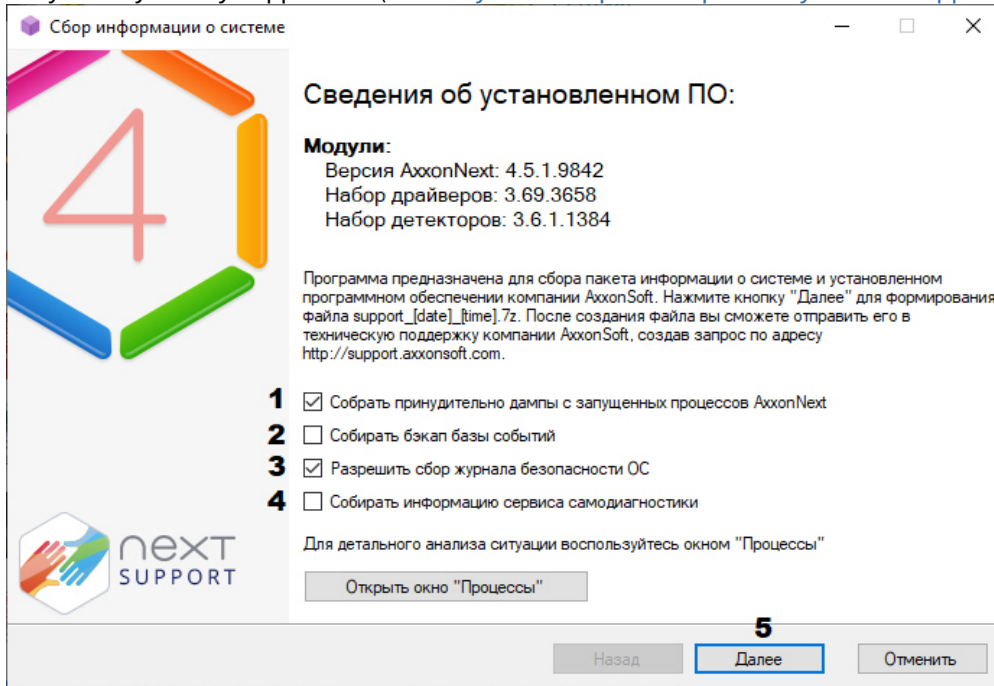 Сбор информации о системе
4
Сведения об установленном ПО:
Модули:
Версия AxxonNext: 4.5.1.9842
Набор драйверов: 3.69.3658
Набор детекторов: 3.6.1.1384
Программа предназначена для сбора пакета информации о системе и установленном
программном обеспечении компании AxxonSoft. Нажмите кнопку "Далее" для формирования
файла support_[date]_[time].7z. После создания файла вы сможете отправить его в
техническую поддержку компании AxxonSoft, создав запрос по адресу
http://support.axxonsoft.com.
1 Собрать принудительно дампы с запущенных процессов AxxonNext
2 Собирать бэкап базы событий
3 Разрешить сбор журнала безопасности ОС
4 Собирать информацию сервиса самодиагностики
Для детального анализа ситуации воспользуйтесь окном "Процессы"
next
SUPPORT
Открыть окно "Процессы"
5
Назад Далее Отменить